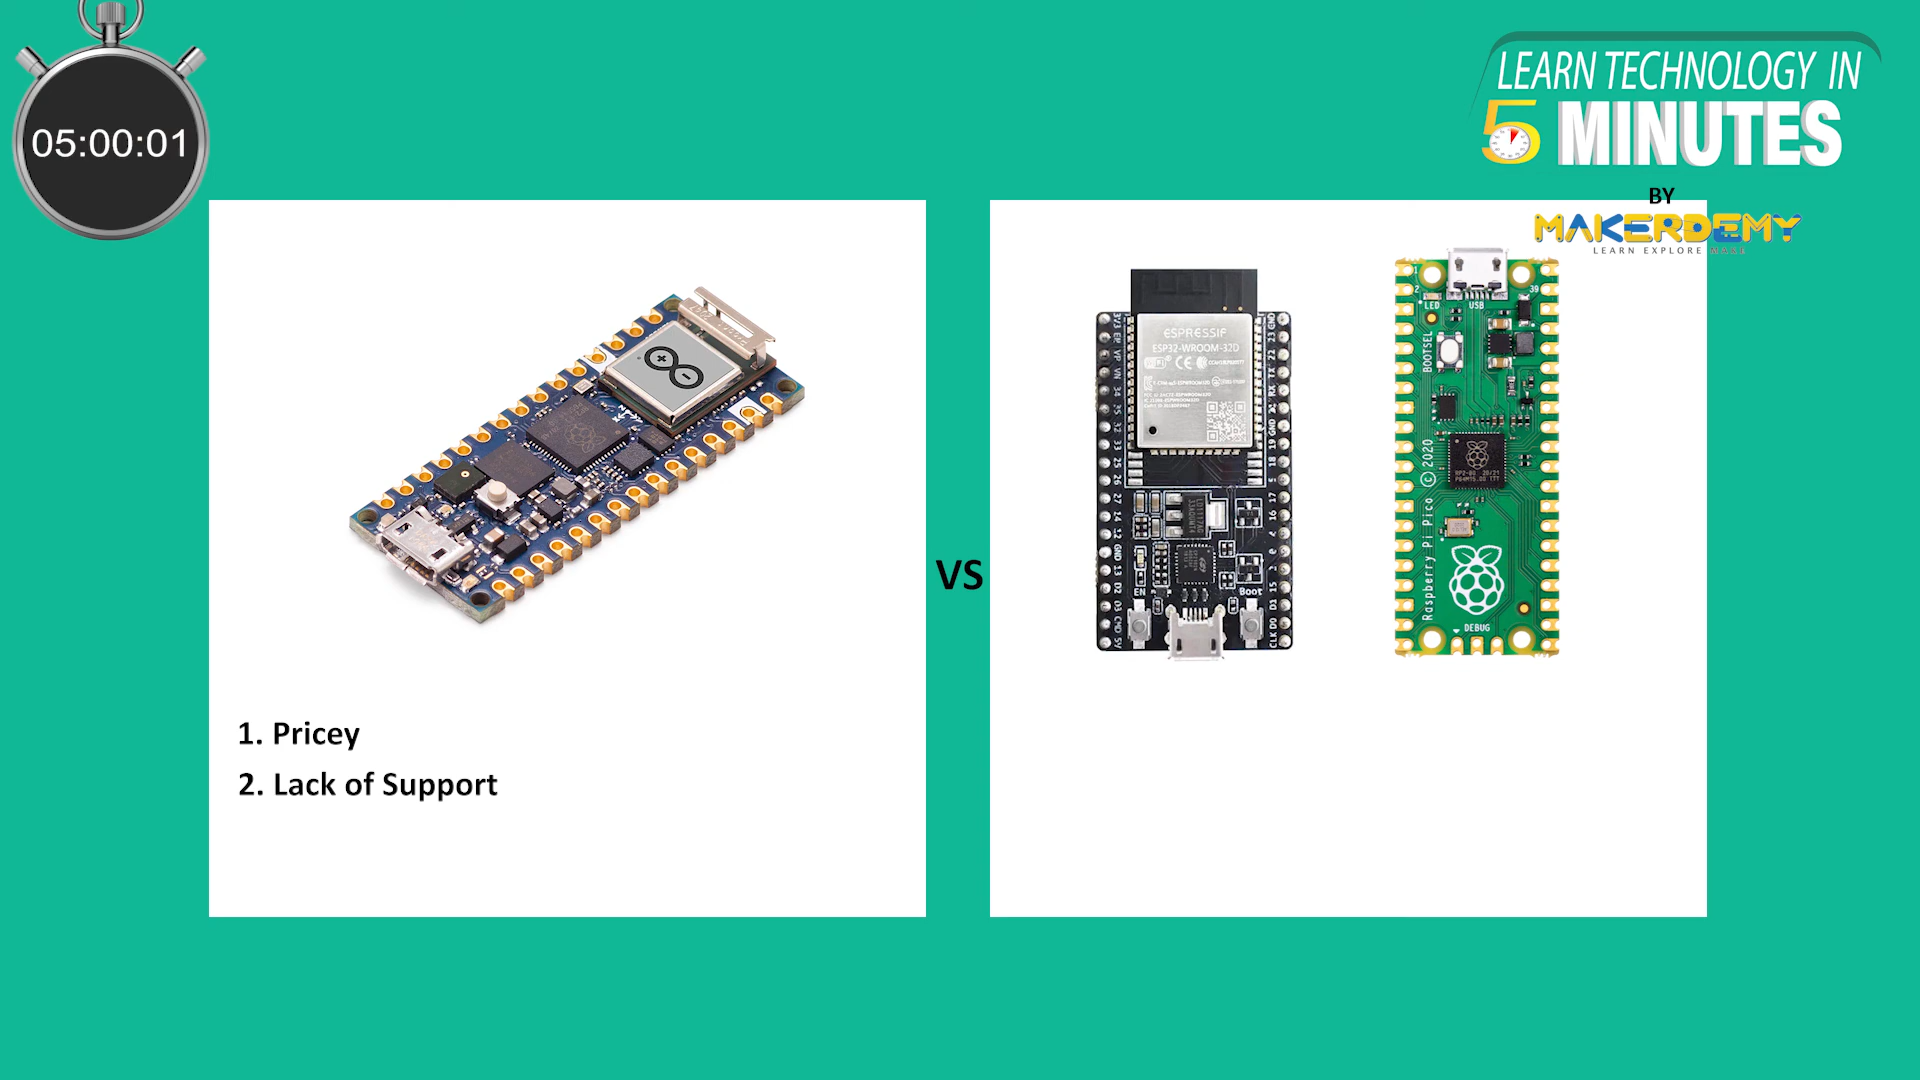 05:00:01
LEARN TECHNOLOGY IN
5 MINUTES
BY
MAKERDEMY
LEARN EXPLORE MAKE
ESPRESSIF
ESP32-WROOM-32D
EN
Boot
LED
USB
BOOTSEL
Raspberry Pi Pico © 2020
DEBUG
VS
1. Pricey
2. Lack of Support